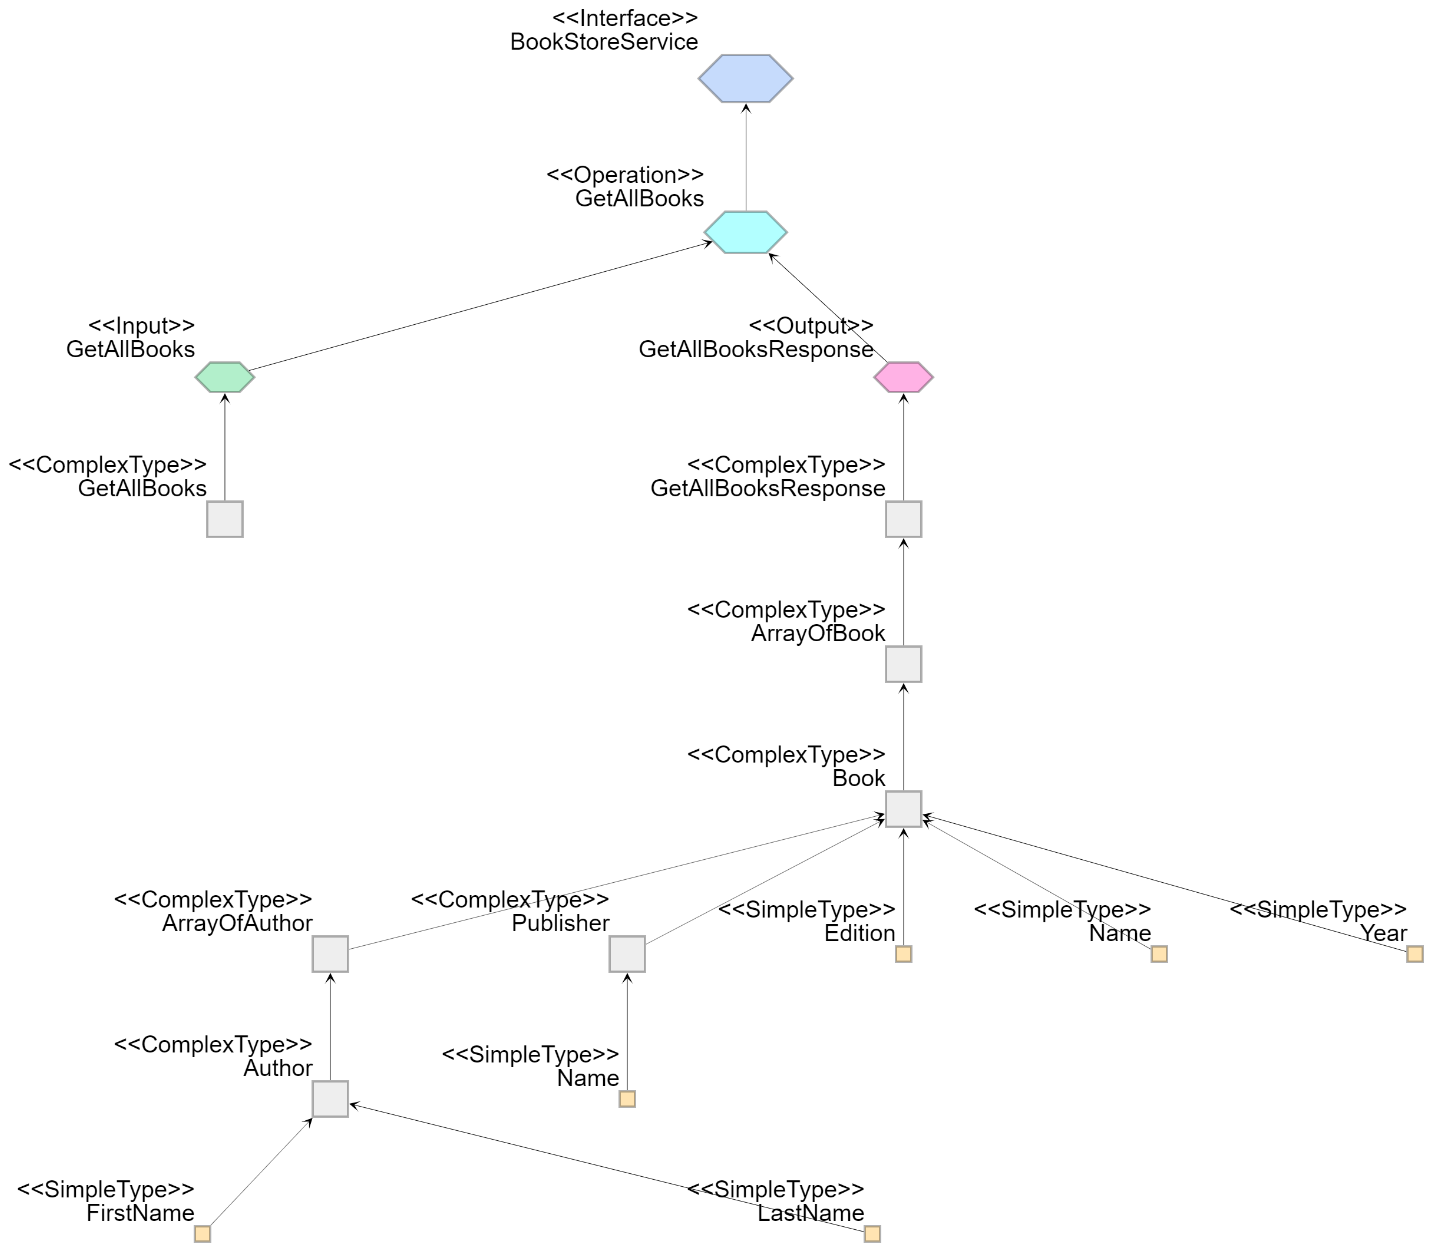 <<Interface>>
BookStoreService
<<Operation>>
GetAllBooks
<<Input>>
GetAllBooks
<<Output>>
GetAllBooksResponse
<<ComplexType>>
GetAllBooks
<<ComplexType>>
GetAllBooksResponse
<<ComplexType>>
ArrayOfBook
<<ComplexType>>
Book
<<ComplexType>>
ArrayOfAuthor
<<ComplexType>>
Publisher
<<SimpleType>>
Edition
<<SimpleType>>
Name
<<SimpleType>>
Year
<<ComplexType>>
Author
<<SimpleType>>
Name
<<SimpleType>>
FirstName
<<SimpleType>>
LastName